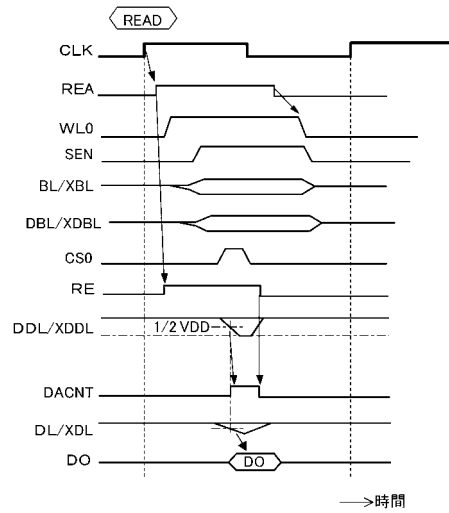 READ
CLK
REA
WL0
SEN
BL/XBL
DBL/XDBL
CS0
RE
DDL/XDDL
1/2 VDD
DACNT
DL/XDL
DO
DO
時間